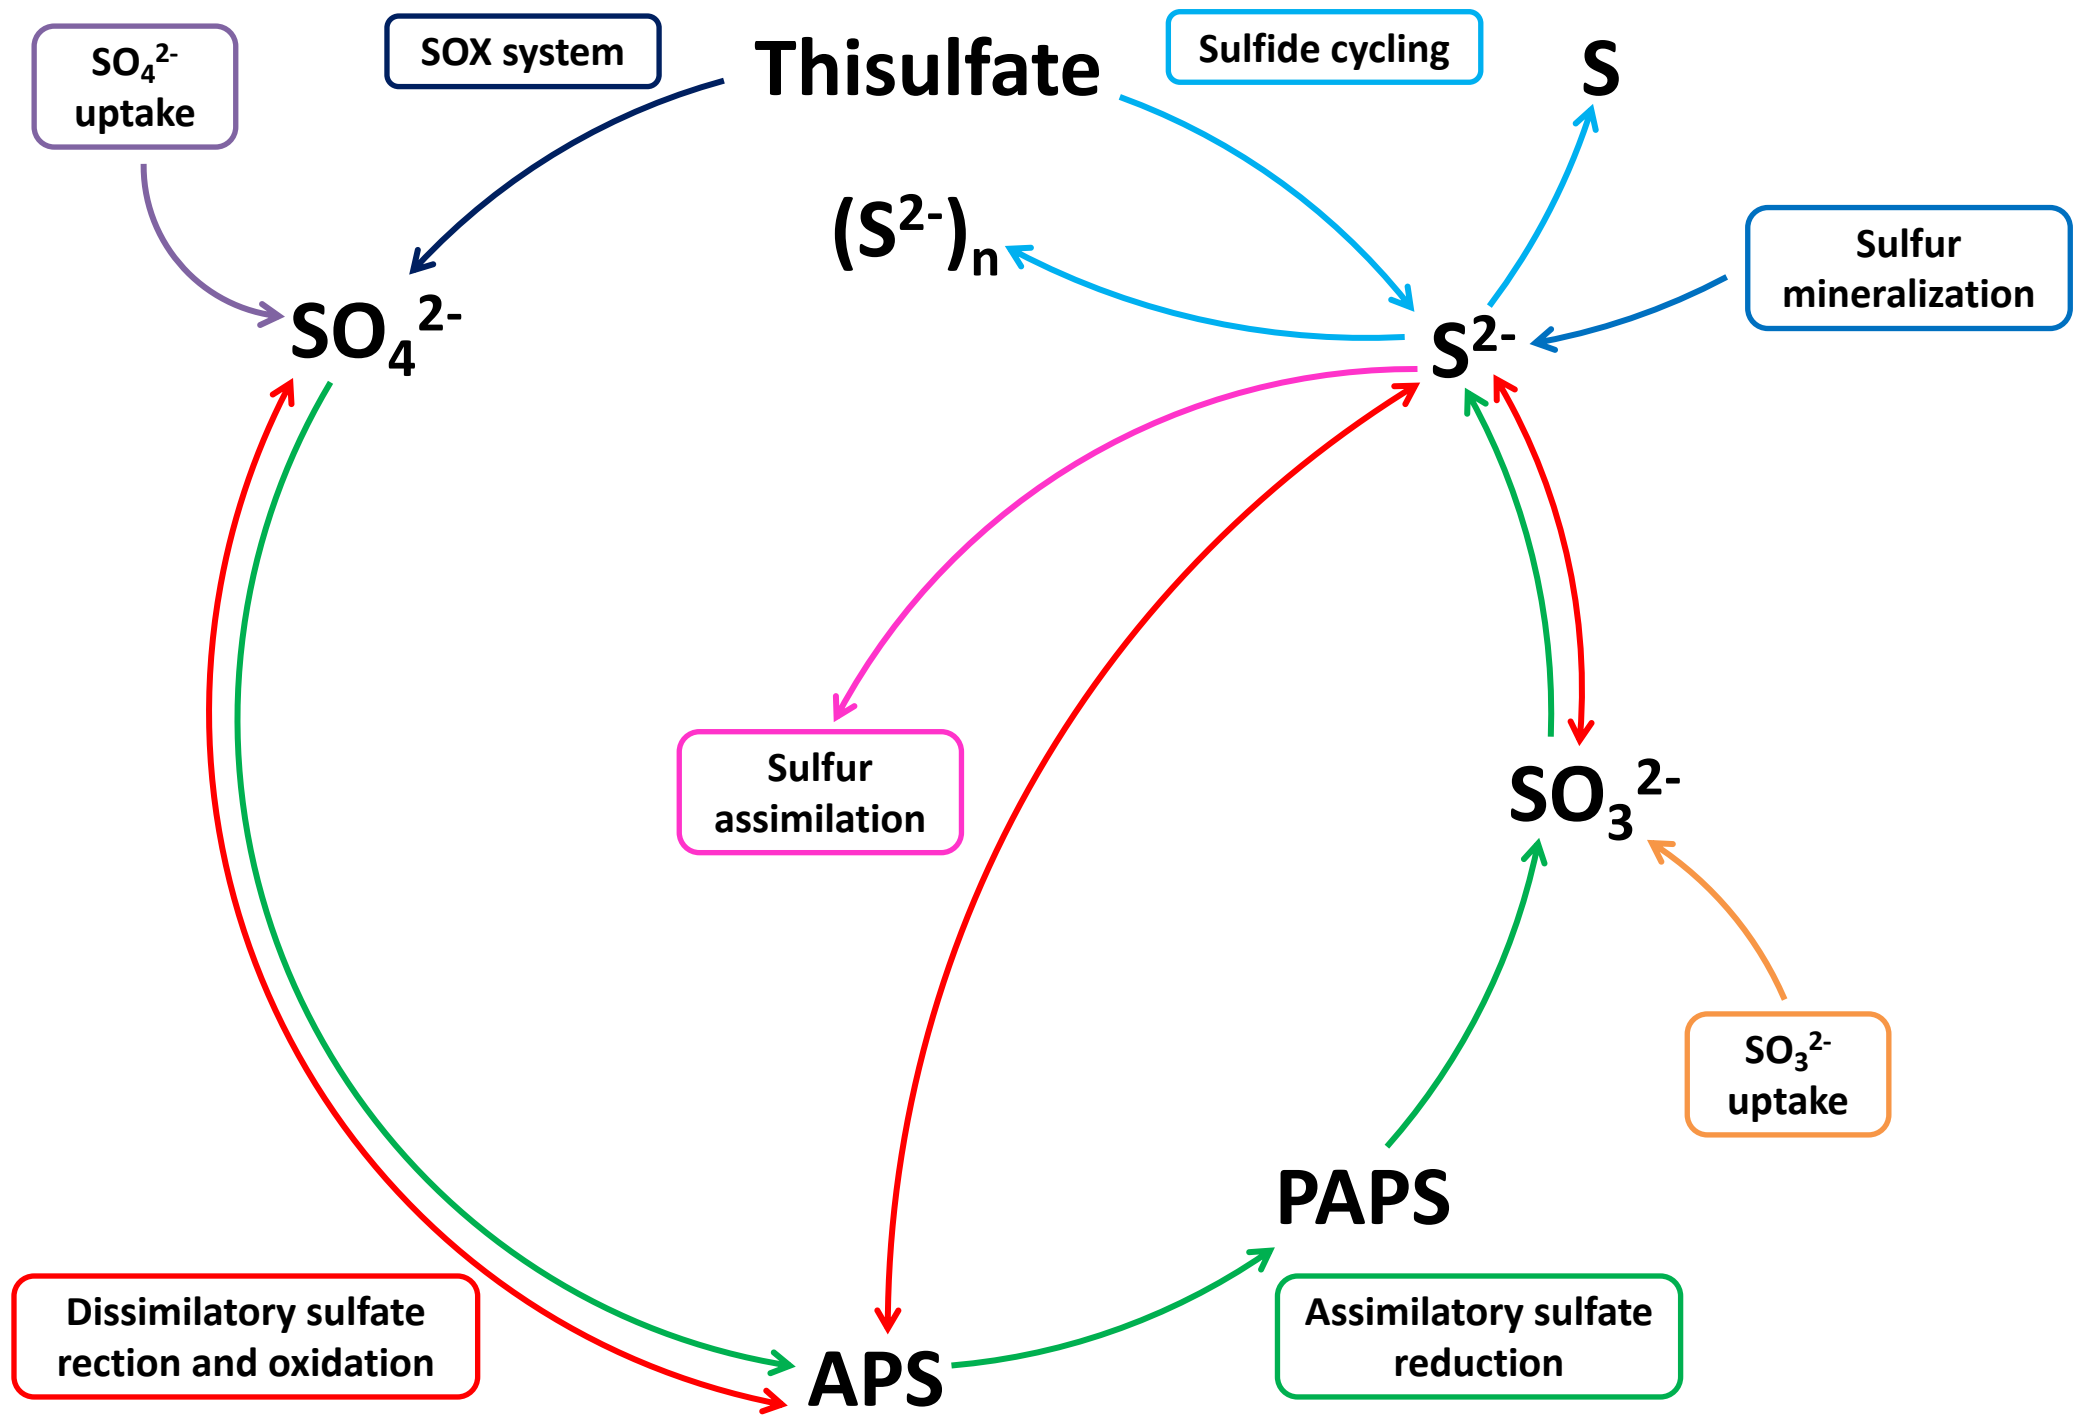 SO₄²⁻
uptake
SOX system
Thisulfate
Sulfide cycling
S
(S²⁻)ₙ
Sulfur
mineralization
SO₄²⁻
S²⁻
Sulfur
assimilation
SO₃²⁻
SO₃²⁻
uptake
PAPS
Dissimilatory sulfate
rection and oxidation
Assimilatory sulfate
reduction
APS